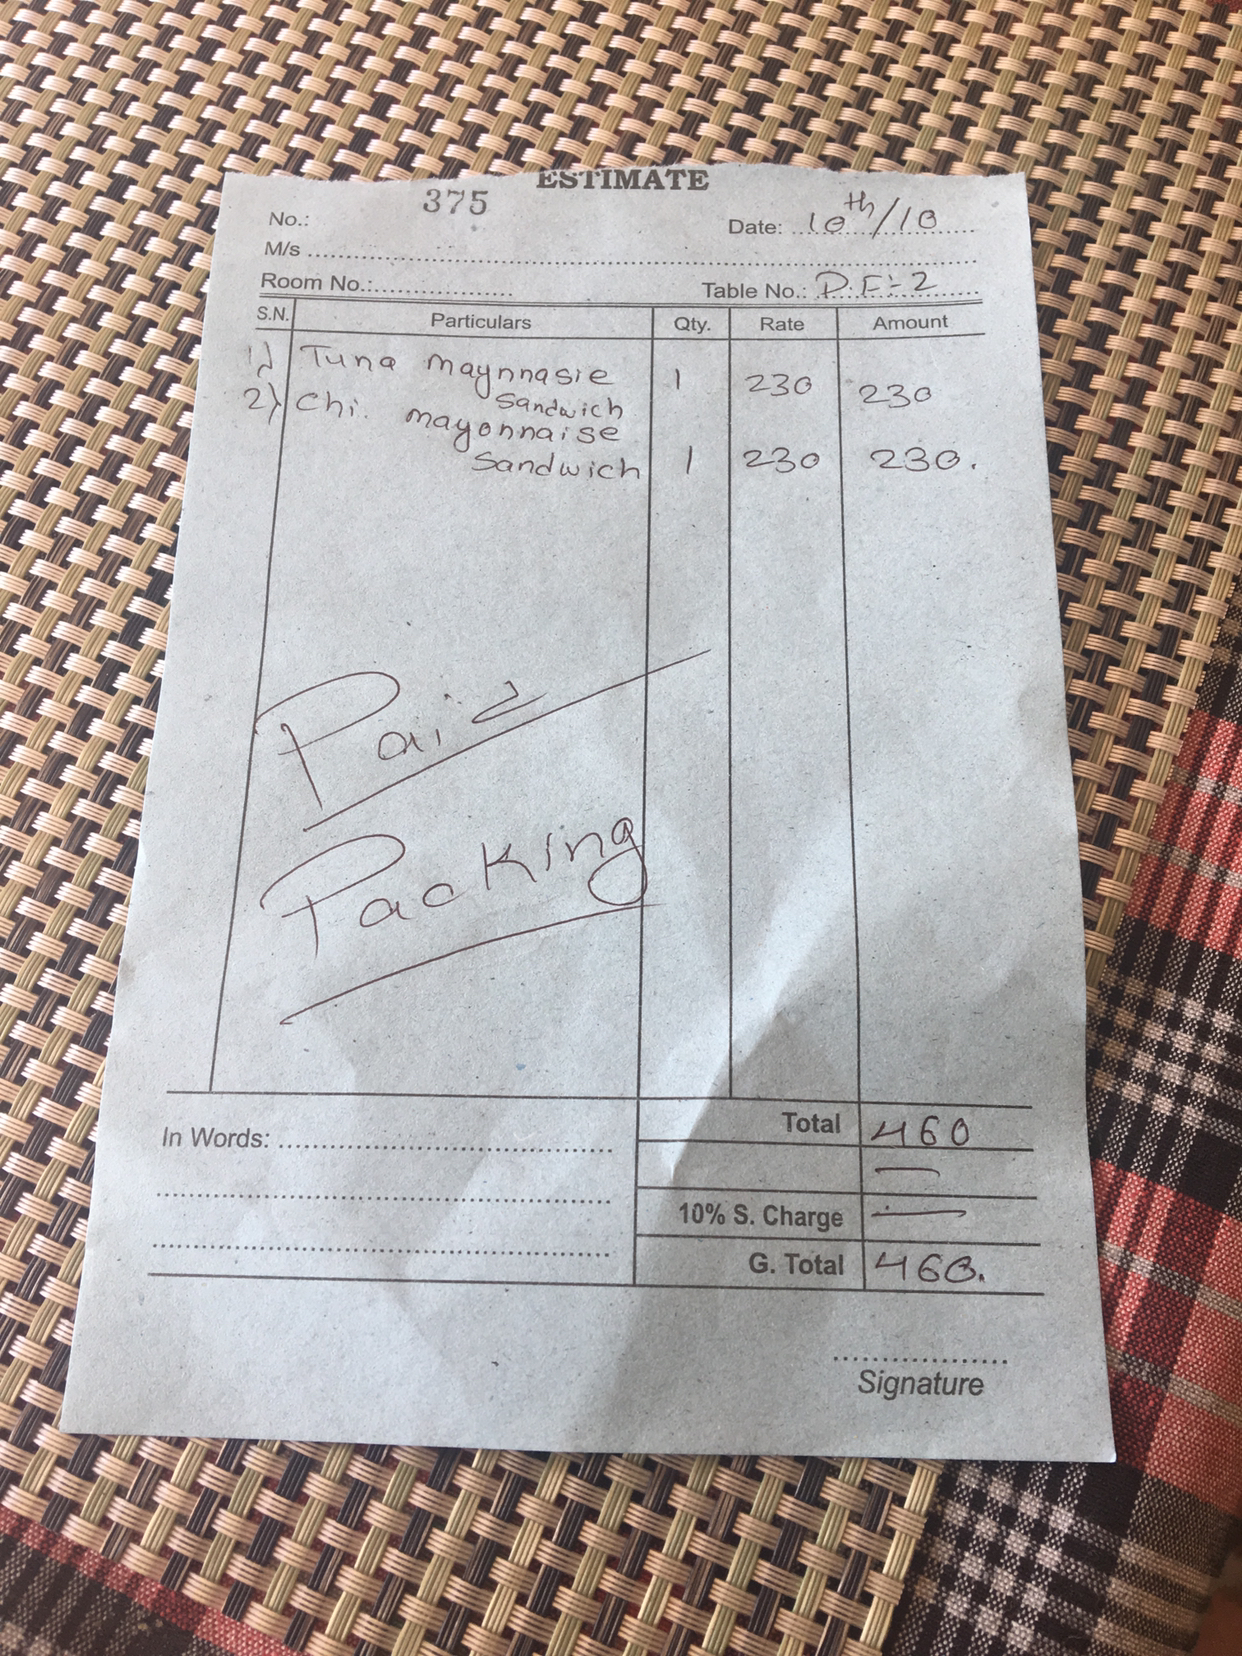 ESTIMATE
No.: 375 Date: 10th/10
M/s
Room No.: Table No.: D.F:-2
S.N. Particulars Qty. Rate Amount
1) Tuna maynnasie 1 230 230
sandwich
2) Chi. mayonnaise
sandwich 1 230 230.
Paid
Packing
Total 460
In Words:
10% S. Charge
G. Total 460.
Signature